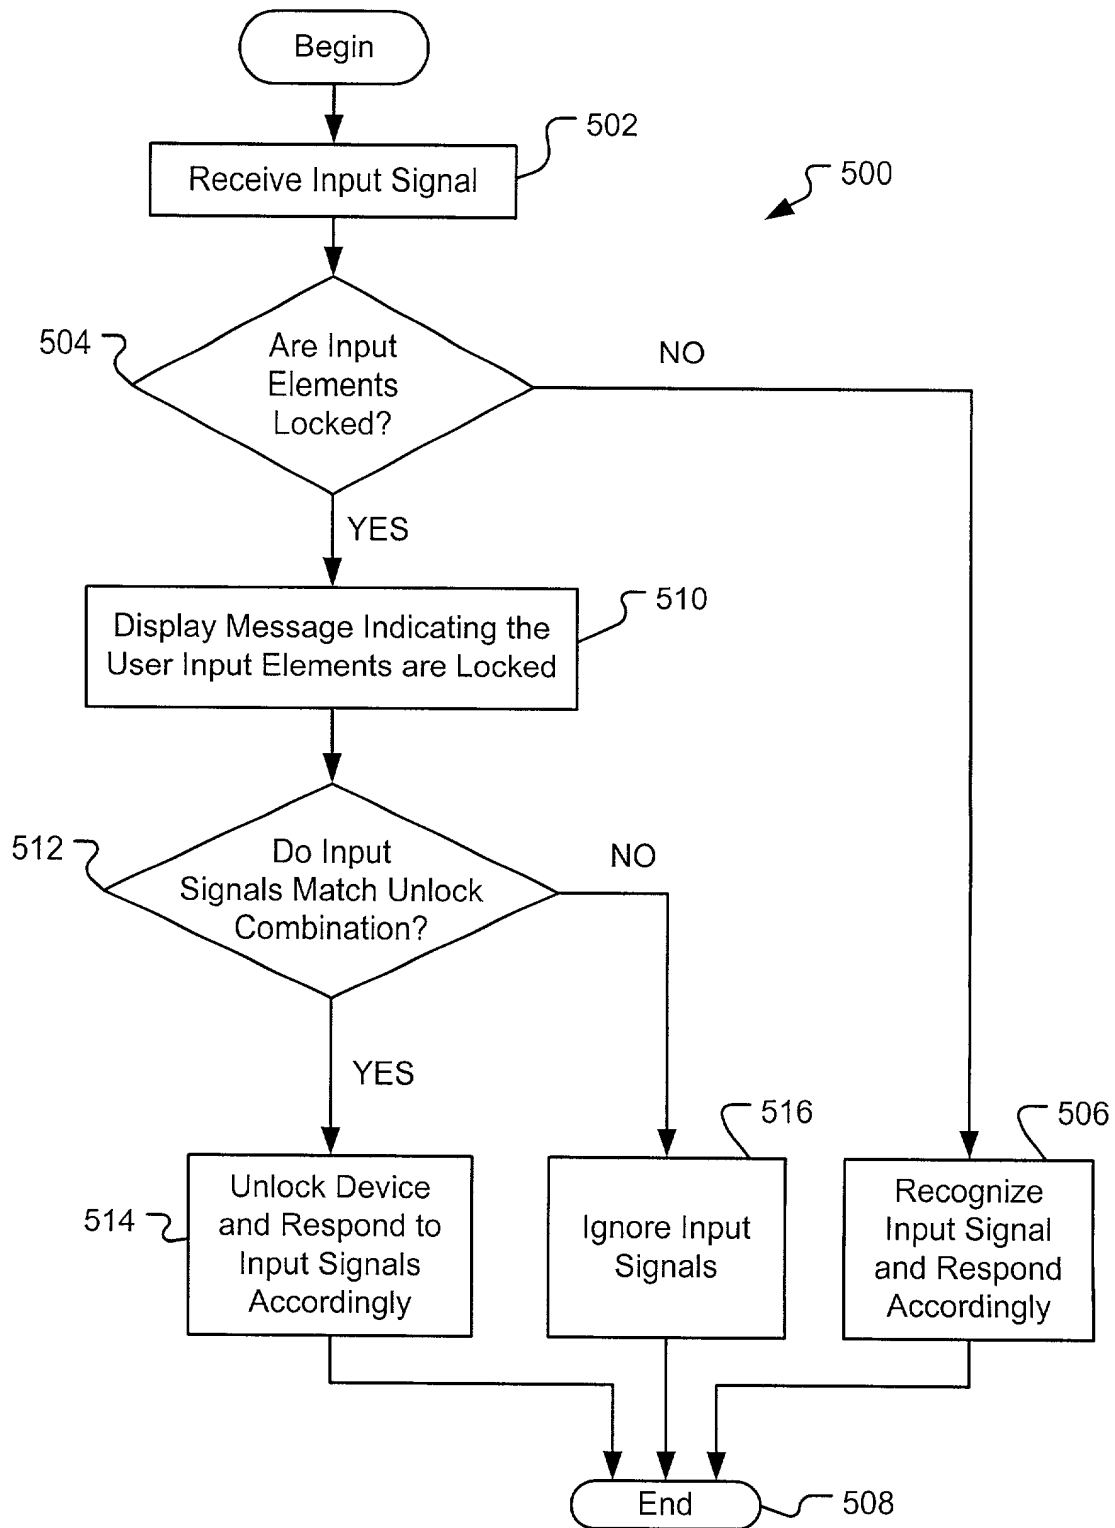 Begin
502
Receive Input Signal
500
504
Are Input
Elements
Locked?
NO
YES
510
Display Message Indicating the
User Input Elements are Locked
512
Do Input
Signals Match Unlock
Combination?
NO
YES
514
Unlock Device
and Respond to
Input Signals
Accordingly
516
Ignore Input
Signals
506
Recognize
Input Signal
and Respond
Accordingly
End
508